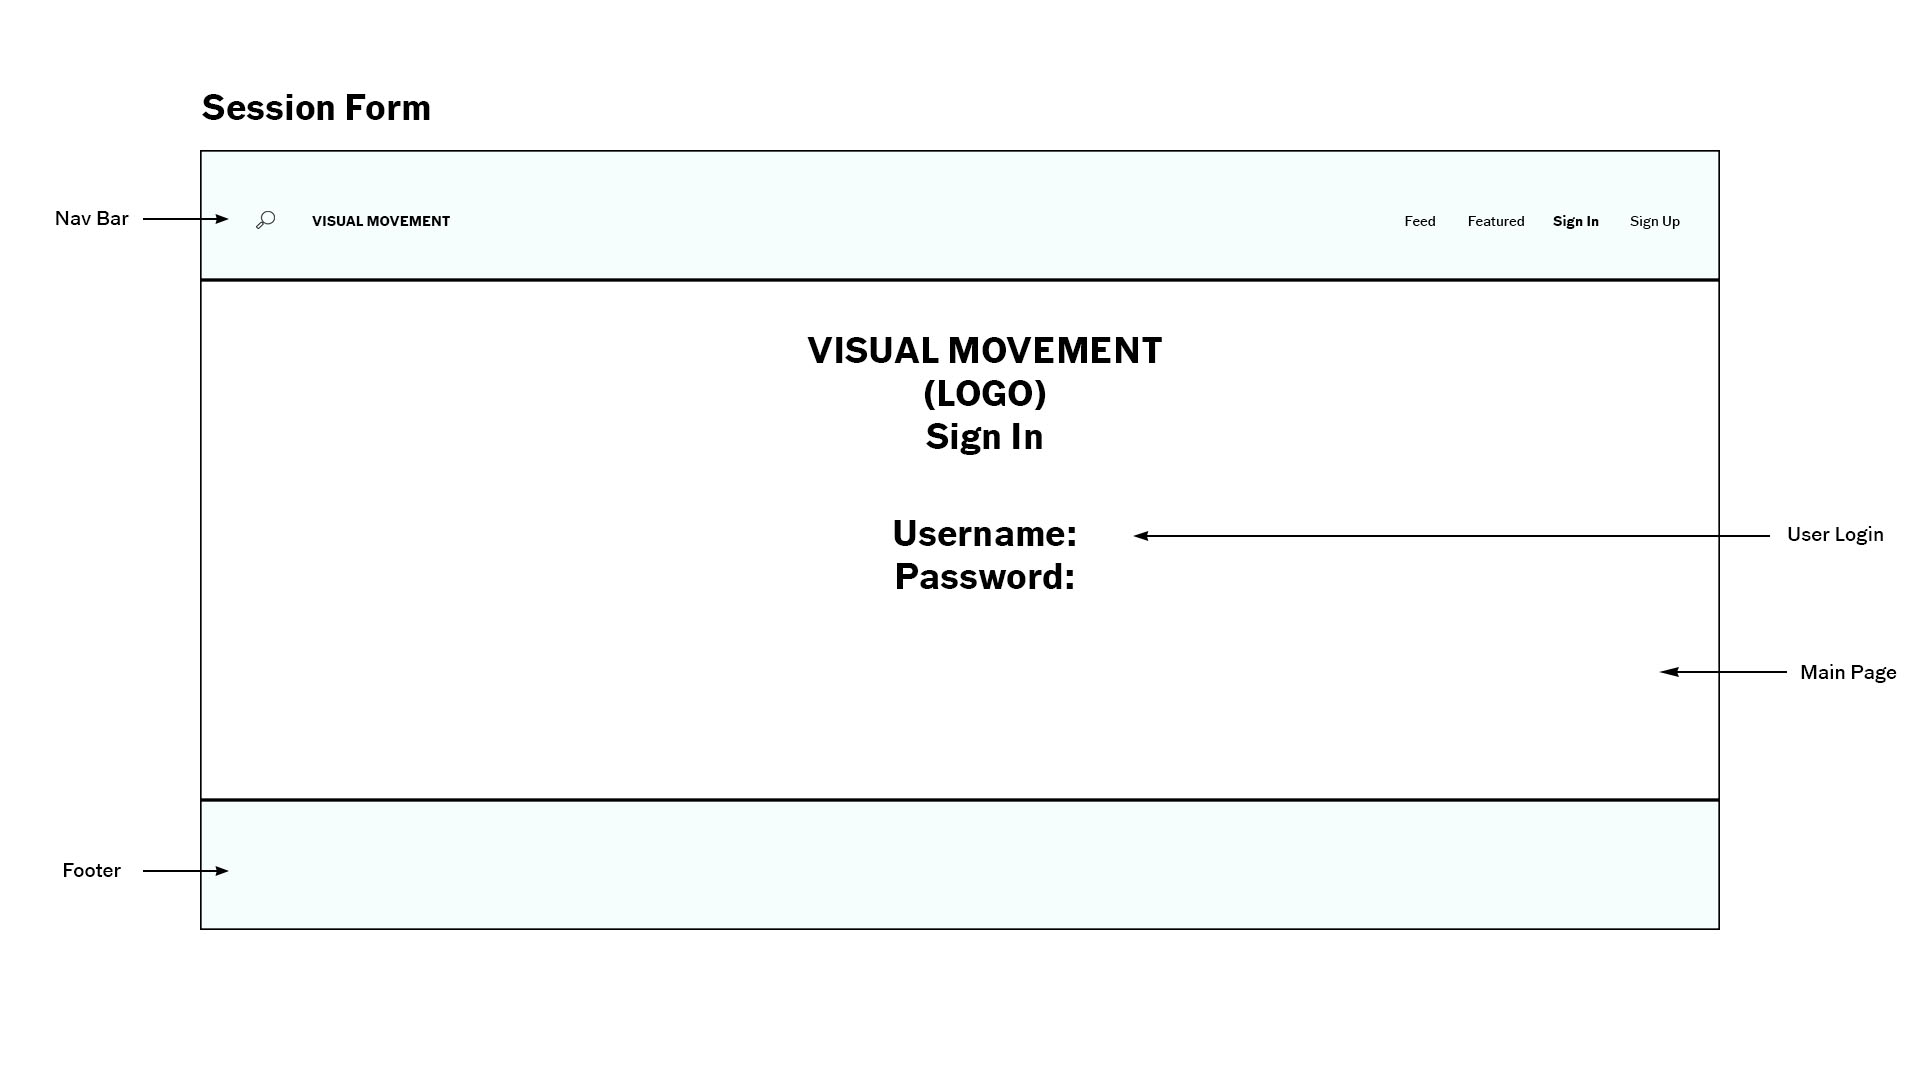 Session Form
Nav Bar
VISUAL MOVEMENT
Feed Featured Sign In Sign Up
VISUAL MOVEMENT
(LOGO)
Sign In
Username:
User Login
Password:
Main Page
Footer